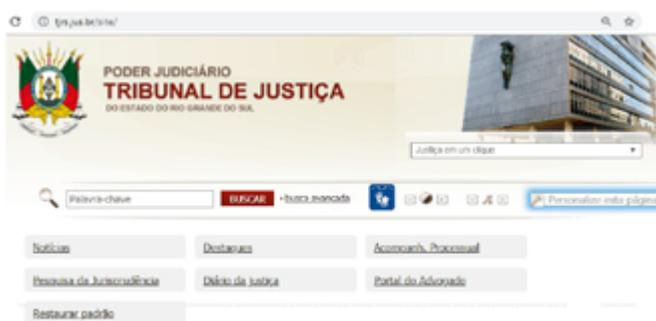 tjrs.jus.br/site/
PODER JUDICIÁRIO
TRIBUNAL DE JUSTIÇA
DO ESTADO DO RIO GRANDE DO SUL
Justiça em um clique
Palavra-chave BUSCAR busca avançada Personalize esta página
Notícias Destaques Acompanh. Processual
Pesquisa da Jurisprudência Diário da Justiça Portal do Advogado
Restaurar padrão